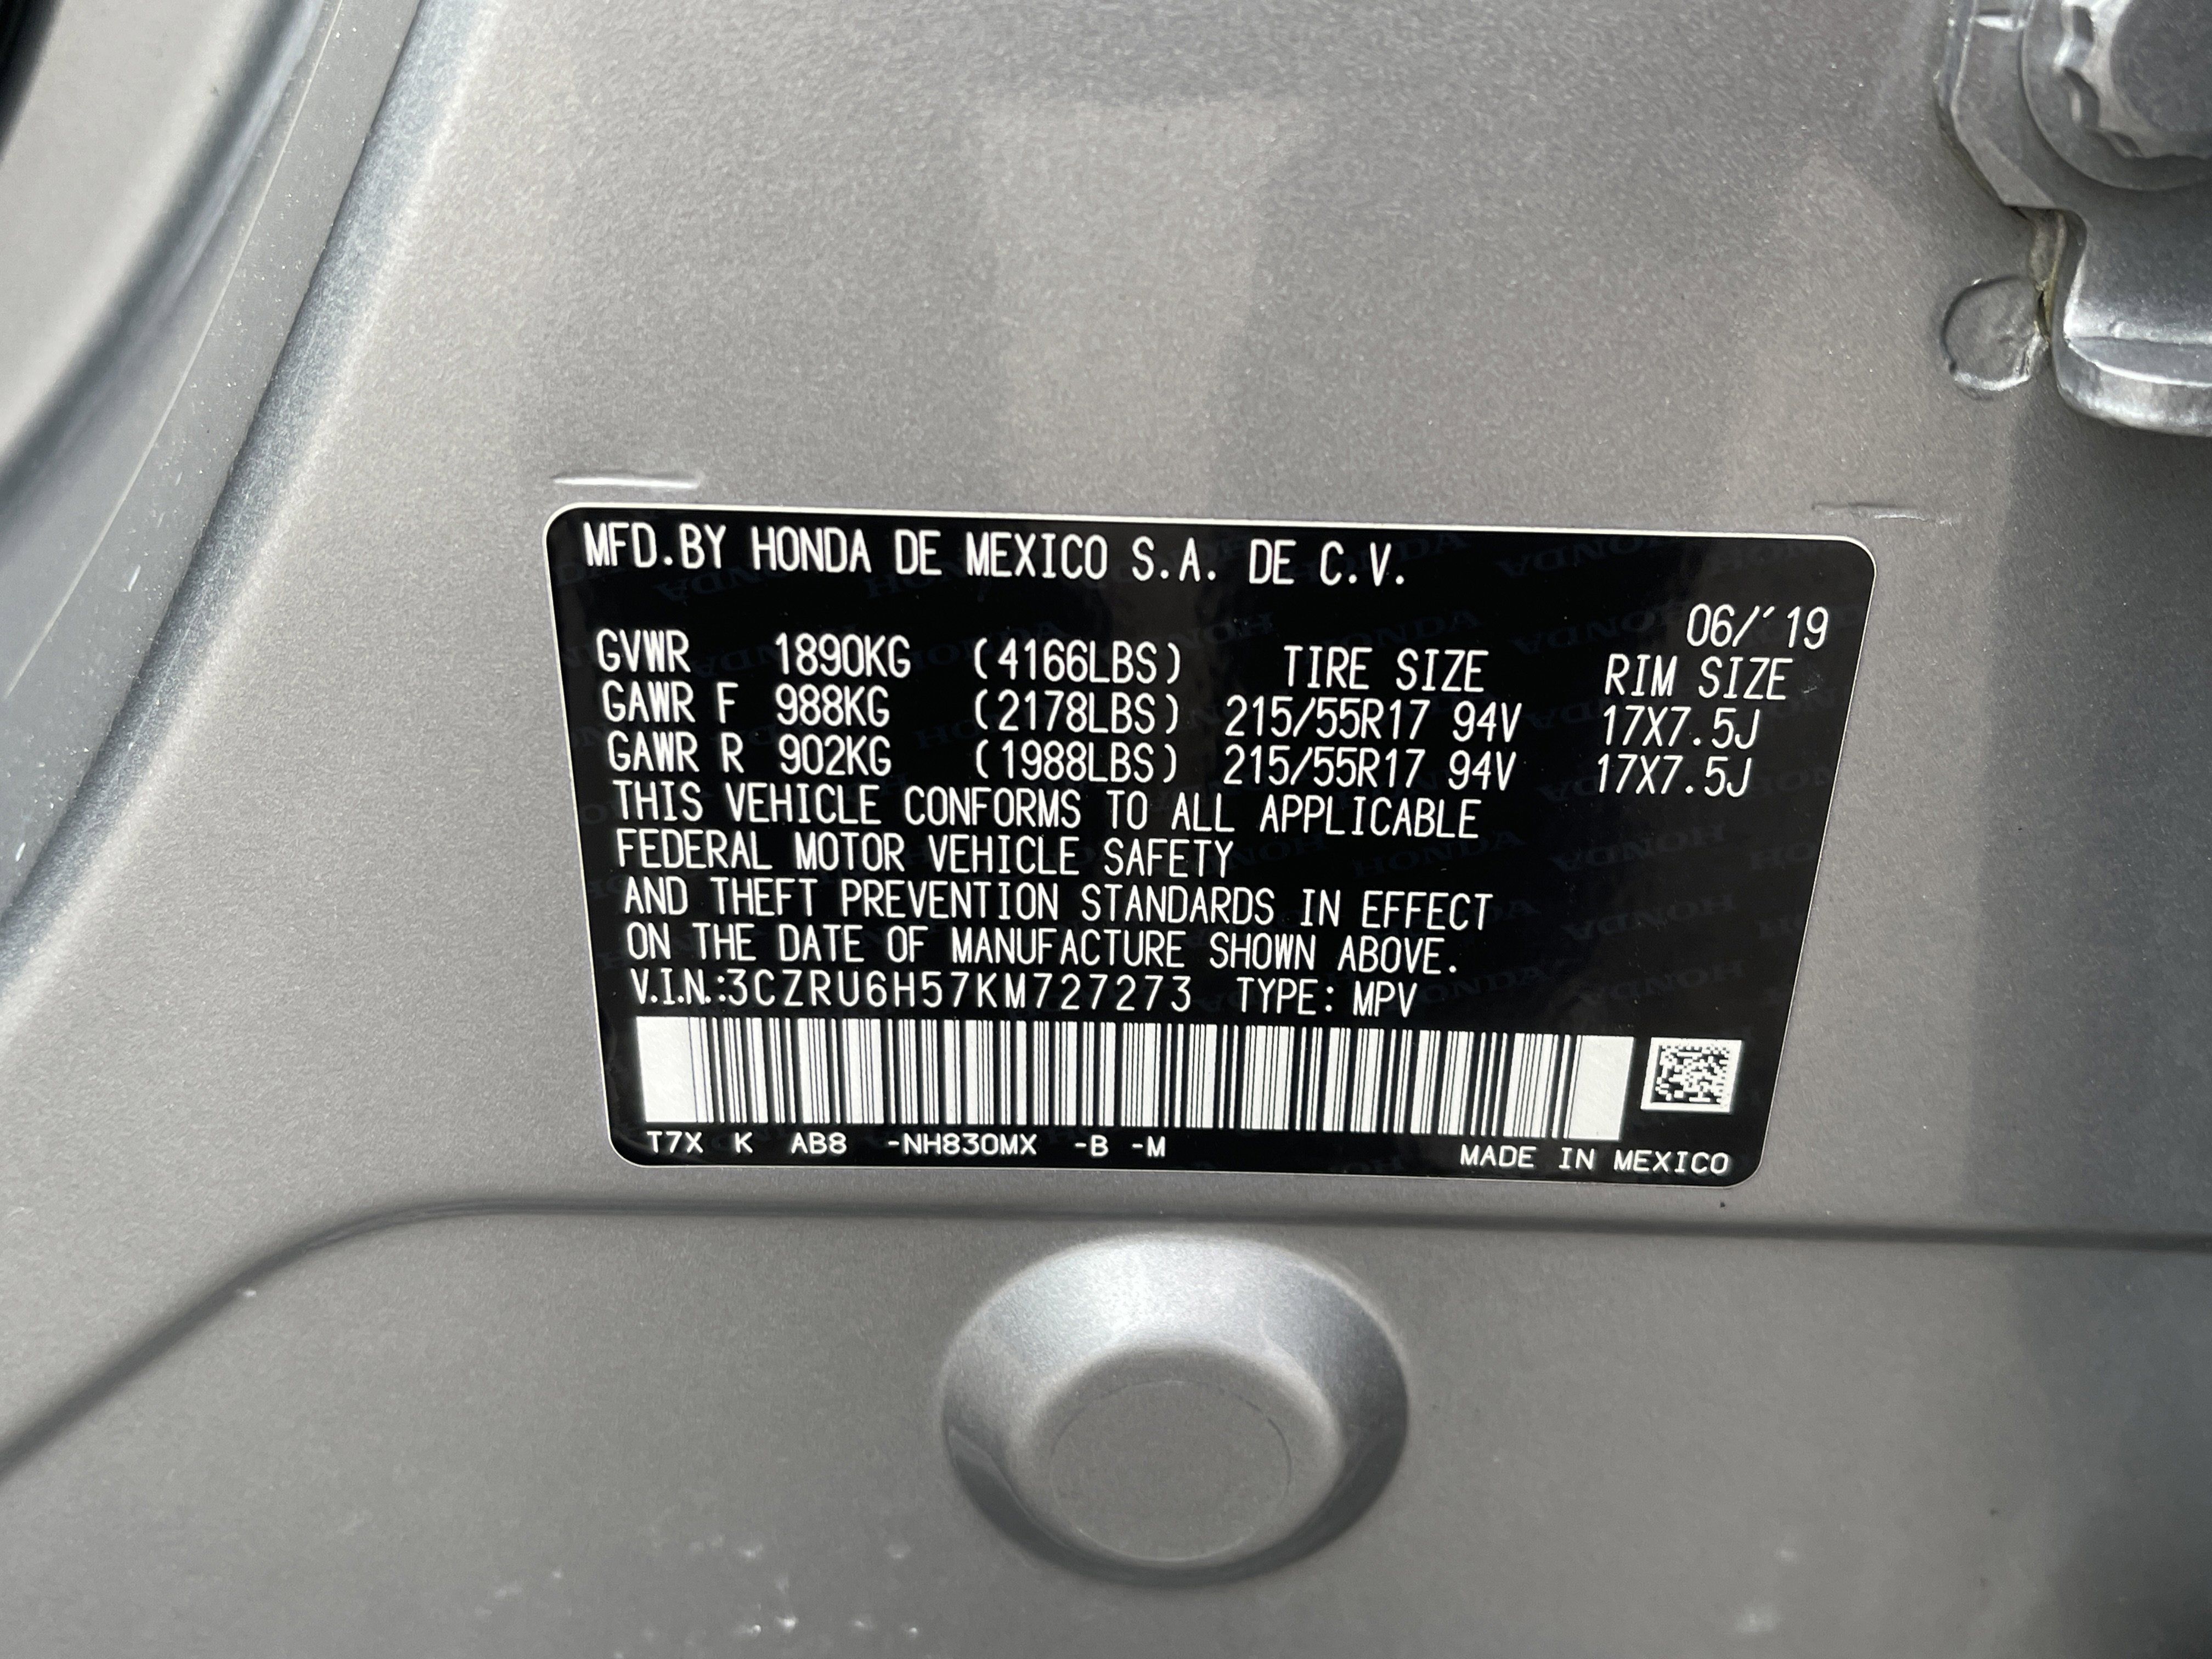 MFD.BY HONDA DE MEXICO S.A. DE C.V.
06/´19
GVWR 1890KG (4166LBS) TIRE SIZE RIM SIZE
GAWR F 988KG (2178LBS) 215/55R17 94V 17X7.5J
GAWR R 902KG (1988LBS) 215/55R17 94V 17X7.5J
THIS VEHICLE CONFORMS TO ALL APPLICABLE
FEDERAL MOTOR VEHICLE SAFETY
AND THEFT PREVENTION STANDARDS IN EFFECT
ON THE DATE OF MANUFACTURE SHOWN ABOVE.
V.I.N.:3CZRU6H57KM727273 TYPE: MPV
T7X K AB8 -NH830MX -B -M MADE IN MEXICO